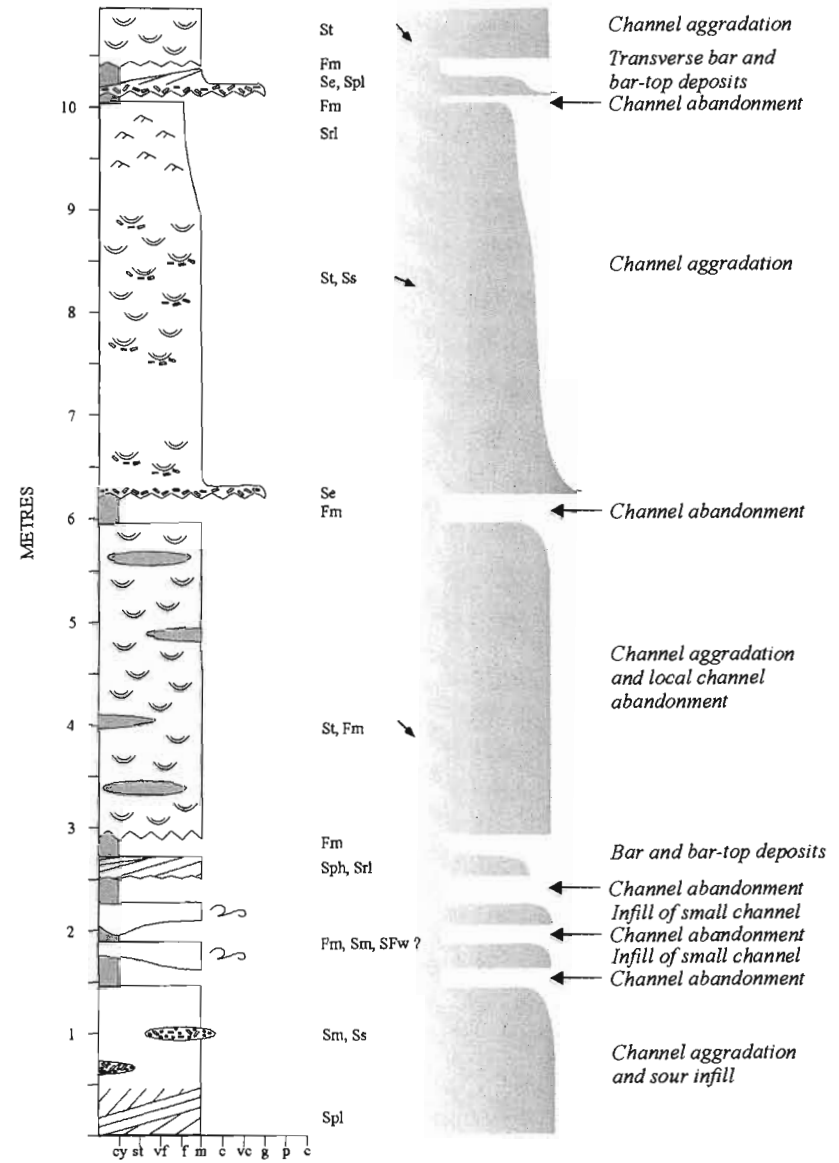 St
Channel aggradation
Fm
Transverse bar and
Se, Spl
bar-top deposits
10
Fm
Channel abandonment
Srl
9
St, Ss
Channel aggradation
8
7
METRES
Se
6
Fm
Channel abandonment
5
Channel aggradation
and local channel
abandonment
4
St, Fm
3
Fm
Bar and bar-top deposits
Sph, Srl
Channel abandonment
Infill of small channel
2
Fm, Sm, SFw ?
Channel abandonment
Infill of small channel
Channel abandonment
1
Sm, Ss
Channel aggradation
and sour infill
Spl
cy st vf f m c vc g p c